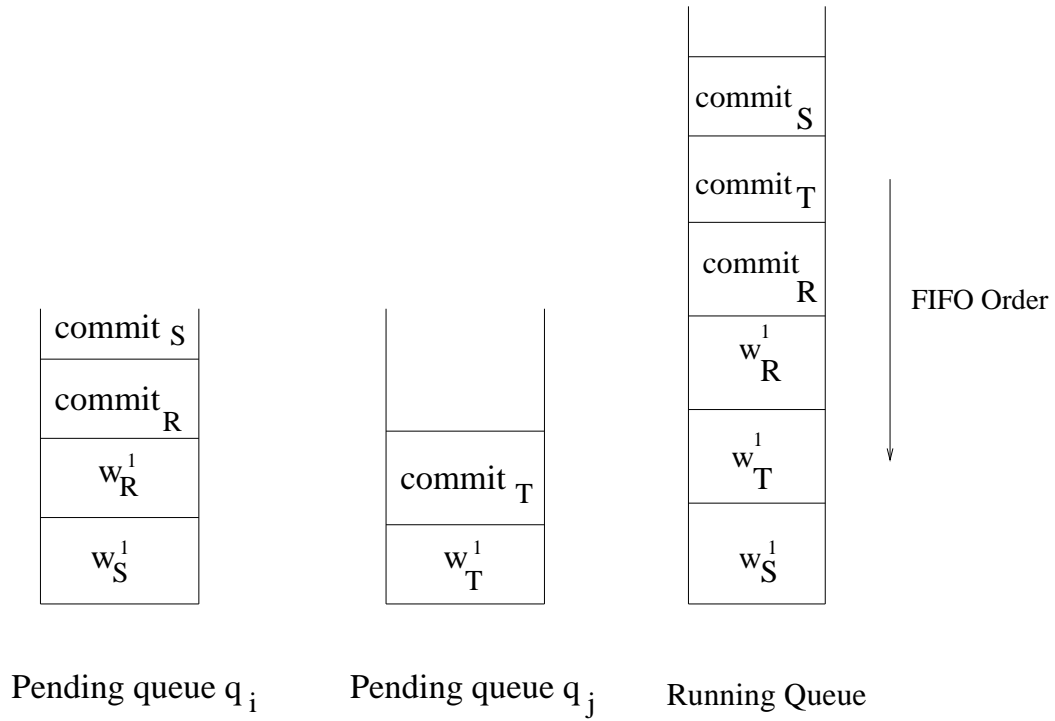 commit S
commit R
w R 1
w S 1
Pending queue q i
commit T
w T 1
Pending queue q j
commit S
commit T
commit R
w R 1
w T 1
w S 1
Running Queue
FIFO Order